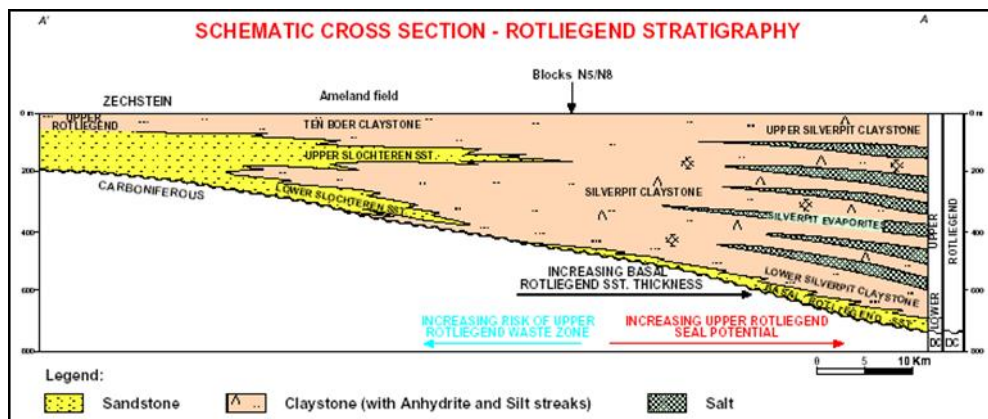 A'
A
SCHEMATIC CROSS SECTION - ROTLIEGEND STRATIGRAPHY
Blocks N5/N8
ZECHSTEIN
Ameland field
0 m
UPPER
ROTLIEGEND
TEN BOER CLAYSTONE
UPPER SILVERPIT CLAYSTONE
0 m
UPPER SLOCHTEREN SST.
200
200
CARBONIFEROUS
LOWER SLOCHTEREN SST.
SILVERPIT CLAYSTONE
SILVERPIT EVAPORITES
UPPER
ROTLIEGEND
400
400
INCREASING BASAL
ROTLIEGEND SST. THICKNESS
LOWER SILVERPIT CLAYSTONE
BASAL ROTLIEGEND SST.
LOWER
600
600
INCREASING RISK OF UPPER
ROTLIEGEND WASTE ZONE
INCREASING UPPER ROTLIEGEND
SEAL POTENTIAL
DC
DC
800
800
0 5 10 Km
Legend:
Sandstone
Claystone (with Anhydrite and Silt streaks)
Salt